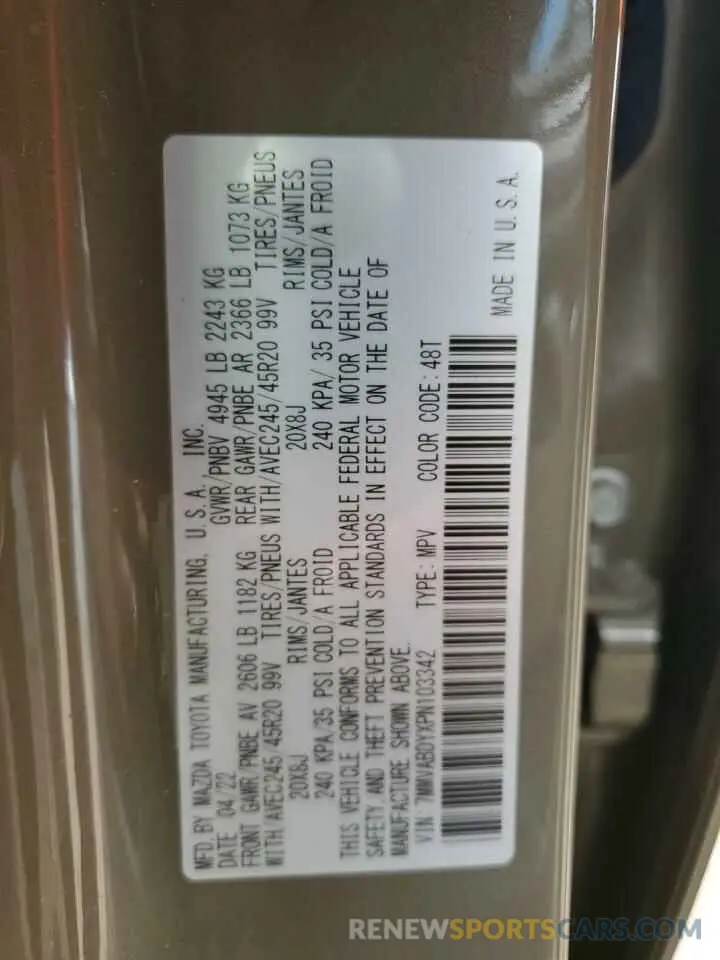 MFD. BY MAZDA TOYOTA MANUFACTURING, U.S.A. INC.
DATE 04/22 GVWR/PNBV 4945 LB 2243 KG
FRONT GAWR/PNBE AV 2606 LB 1182 KG REAR GAWR/PNBE AR 2366 LB 1073 KG
WITH/AVEC245/45R20 99V TIRES/PNEUS WITH/AVEC245/45R20 99V TIRES/PNEUS
20X8J RIMS/JANTES 20X8J RIMS/JANTES
240 KPA/35 PSI COLD/A FROID 240 KPA/ 35 PSI COLD/A FROID
THIS VEHICLE CONFORMS TO ALL APPLICABLE FEDERAL MOTOR VEHICLE
SAFETY, AND THEFT PREVENTION STANDARDS IN EFFECT ON THE DATE OF
MANUFACTURE SHOWN ABOVE.
VIN 7MMVABDYXPN103342 TYPE: MPV COLOR CODE: 48T
MADE IN U.S.A.
RENEWSPORTSCARS.COM